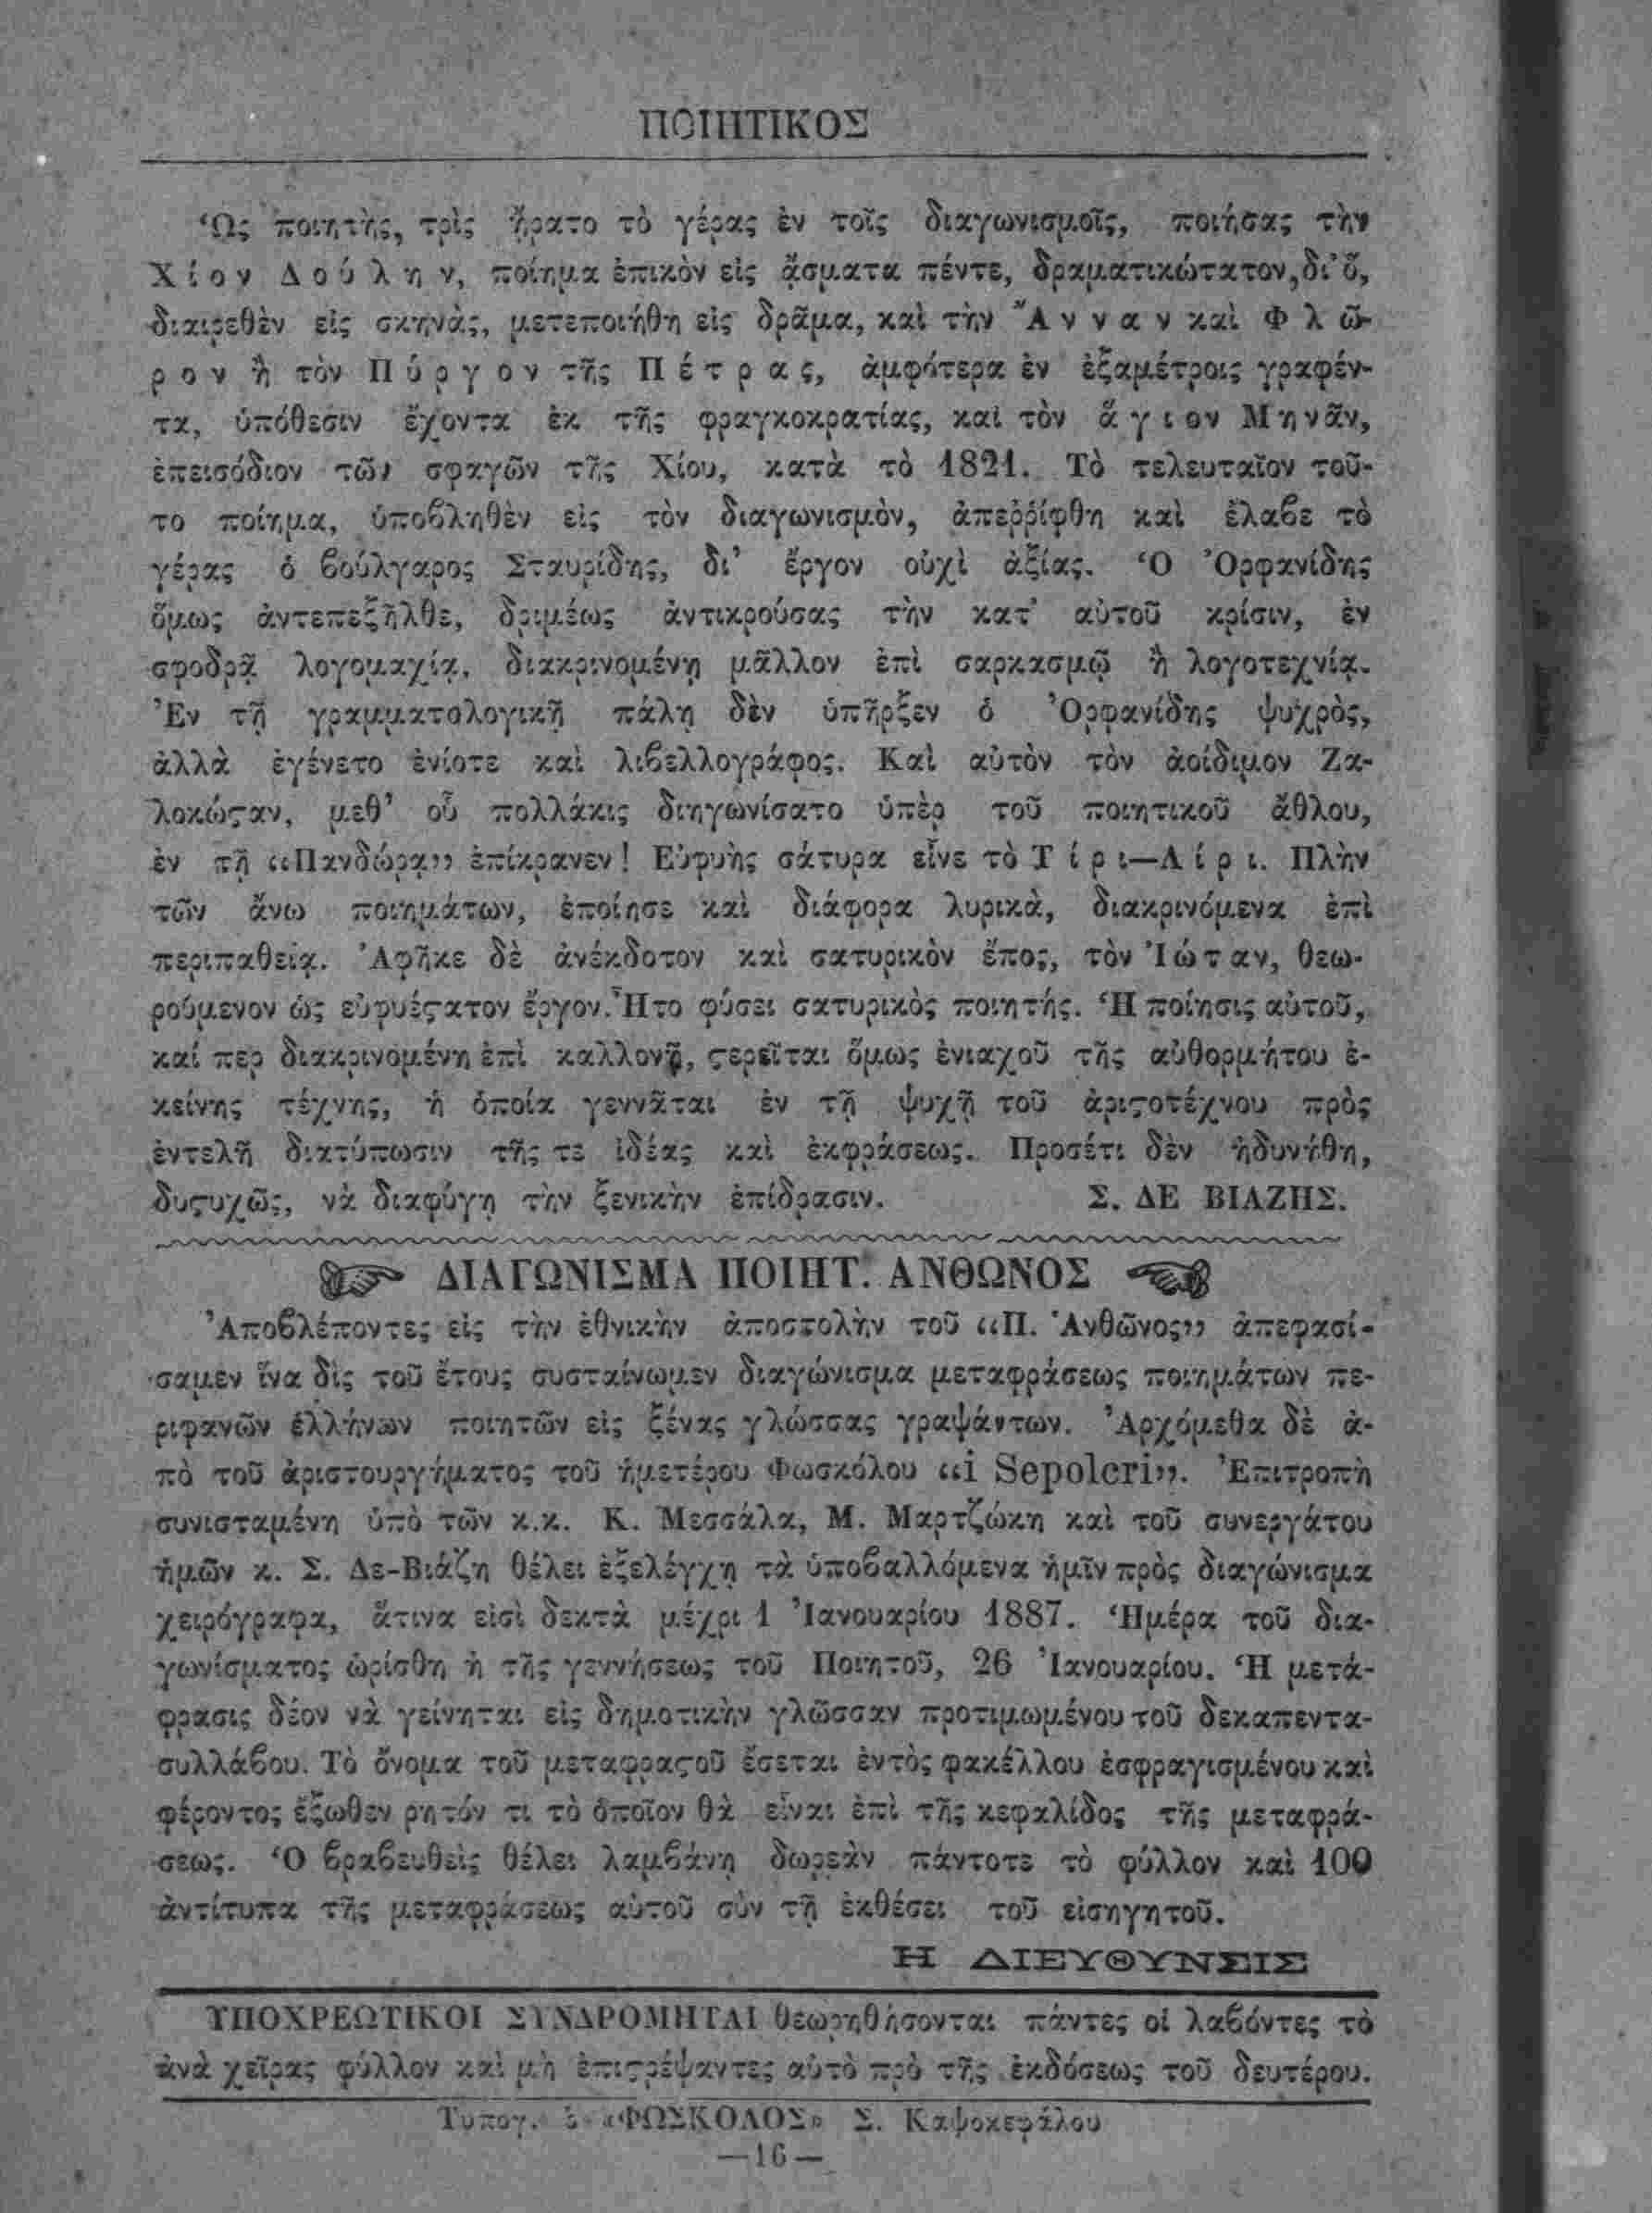 ΠΟΙΗΤΙΚΟΣ
Ὡς ποιητὴς, τρὶς ᾔρατο τὸ γέρας ἐν τοῖς διαγωνισμοῖς, ποιήσας τὴν
Χίον Δούλην, ποίημα ἐπικὸν εἰς ᾄσματα πέντε, δραματικώτατον, δι' ὅ,
διαιρεθὲν εἰς σκηνὰς, μετεποιήθη εἰς δρᾶμα, καὶ τὴν Ἄνναν καὶ Φλῶ-
ρον ἢ τὸν Πύργον τῆς Πέτρας, ἀμφότερα ἐν ἑξαμέτροις γραφέν-
τα, ὑπόθεσιν ἔχοντα ἐκ τῆς φραγκοκρατίας, καὶ τὸν ἅγιον Μηνᾶν,
ἐπεισόδιον τῶν σφαγῶν τῆς Χίου, κατὰ τὸ 1821. Τὸ τελευταῖον τοῦ-
το ποίημα, ὑποβληθὲν εἰς τὸν διαγωνισμὸν, ἀπεῤῥίφθη καὶ ἔλαβε τὸ
γέρας ὁ βούλγαρος Σταυρίδης, δι' ἔργον οὐχὶ ἀξίας. Ὁ Ὀρφανίδης
ὅμως ἀντεπεξῆλθε, δριμέως ἀντικρούσας τὴν κατ' αὐτοῦ κρίσιν, ἐν
σφοδρᾷ λογομαχίᾳ, διακρινομένῃ μᾶλλον ἐπὶ σαρκασμῷ ἢ λογοτεχνίᾳ.
Ἐν τῇ γραμματολογικῇ πάλῃ δὲν ὑπῆρξεν ὁ Ὀρφανίδης ψυχρὸς,
ἀλλὰ ἐγένετο ἐνίοτε καὶ λιβελλογράφος. Καὶ αὐτὸν τὸν ἀοίδιμον Ζα-
λοκώϛαν, μεθ' οὗ πολλάκις διηγωνίσατο ὑπὲρ τοῦ ποιητικοῦ ἄθλου,
ἐν τῇ «Πανδώρᾳ» ἐπίκρανεν! Εὐφυὴς σάτυρα εἶνε τὸ Τίρι—Λίρι. Πλὴν
τῶν ἄνω ποιημάτων, ἐποίησε καὶ διάφορα λυρικὰ, διακρινόμενα ἐπὶ
περιπαθείᾳ. Ἀφῆκε δὲ ἀνέκδοτον καὶ σατυρικὸν ἔπος, τὸν Ἰώταν, θεω-
ρούμενον ὡς εὐφυέϛατον ἔργον. Ἦτο φύσει σατυρικὸς ποιητής. Ἡ ποίησις αὐτοῦ,
καί περ διακρινομένη ἐπὶ καλλονῇ, ϛερεῖται ὅμως ἐνιαχοῦ τῆς αὐθορμήτου ἐ-
κείνης τέχνης, ἡ ὁποία γεννᾶται ἐν τῇ ψυχῇ τοῦ ἀριϛοτέχνου πρὸς
ἐντελῆ διατύπωσιν τῆς τε ἰδέας καὶ ἐκφράσεως. Προσέτι δὲν ἠδυνήθη,
δυϛυχῶς, νὰ διαφύγῃ τὴν ξενικὴν ἐπίδρασιν. Σ. ΔΕ ΒΙΑΖΗΣ.
ΔΙΑΓΩΝΙΣΜΑ ΠΟΙΗΤ. ΑΝΘΩΝΟΣ
Ἀποβλέποντες εἰς τὴν ἐθνικὴν ἀποστολὴν τοῦ «Π. Ἀνθῶνος» ἀπεφασί-
σαμεν ἵνα δὶς τοῦ ἔτους συσταίνωμεν διαγώνισμα μεταφράσεως ποιημάτων πε-
ριφανῶν ἑλλήνων ποιητῶν εἰς ξένας γλώσσας γραψάντων. Ἀρχόμεθα δὲ ἀ-
πὸ τοῦ ἀριστουργήματος τοῦ ἡμετέρου Φωσκόλου «i Sepolcri». Ἐπιτροπὴ
συνισταμένη ὑπὸ τῶν κ.κ. Κ. Μεσσάλα, Μ. Μαρτζώκη καὶ τοῦ συνεργάτου
ἡμῶν κ. Σ. Δε-Βιάζη θέλει ἐξελέγχῃ τὰ ὑποβαλλόμενα ἡμῖν πρὸς διαγώνισμα
χειρόγραφα, ἅτινα εἰσὶ δεκτὰ μέχρι 1 Ἰανουαρίου 1887. Ἡμέρα τοῦ δια-
γωνίσματος ὡρίσθη ἡ τῆς γεννήσεως τοῦ Ποιητοῦ, 26 Ἰανουαρίου. Ἡ μετά-
φρασις δέον νὰ γείνηται εἰς δημοτικὴν γλῶσσαν προτιμωμένου τοῦ δεκαπεντα-
συλλάβου. Τὸ ὄνομα τοῦ μεταφραϛοῦ ἔσεται ἐντὸς φακέλλου ἐσφραγισμένου καὶ
φέροντος ἔξωθεν ρητόν τι τὸ ὁποῖον θὰ εἶναι ἐπὶ τῆς κεφαλίδος τῆς μεταφρά-
σεως. Ὁ βραβευθεὶς θέλει λαμβάνῃ δωρεὰν πάντοτε τὸ φύλλον καὶ 100
ἀντίτυπα τῆς μεταφράσεως αὐτοῦ σὺν τῇ ἐκθέσει τοῦ εἰσηγητοῦ.
Η ΔΙΕΥΘΥΝΣΙΣ
ΥΠΟΧΡΕΩΤΙΚΟΙ ΣΥΝΔΡΟΜΗΤΑΙ θεωρηθήσονται πάντες οἱ λαβόντες τὸ
ἀνὰ χεῖρας φύλλον καὶ μὴ ἐπιϛρέψαντες αὐτὸ πρὸ τῆς ἐκδόσεως τοῦ δευτέρου.
Τυπογ. ὁ «ΦΩΣΚΟΛΟΣ» Σ. Καψοκεφάλου
—16—